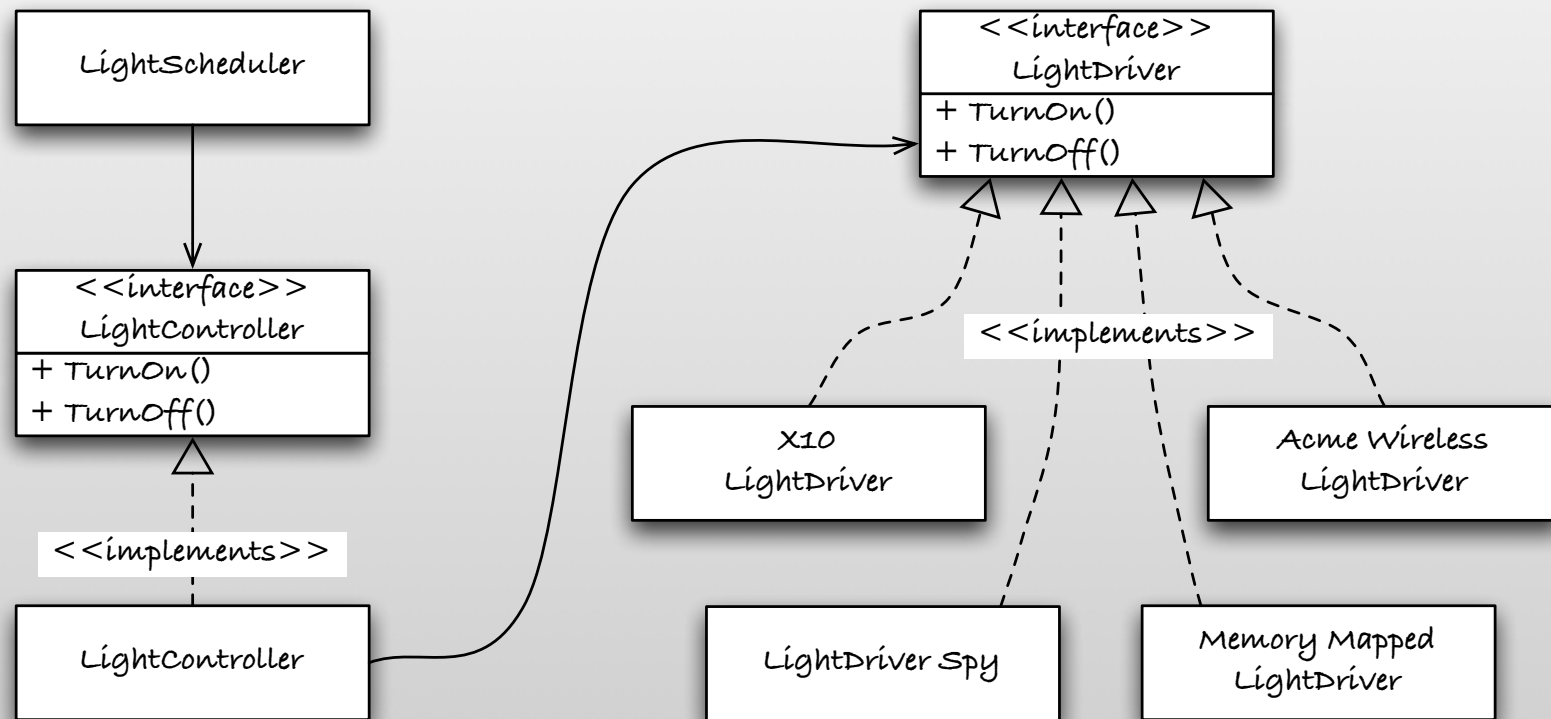 LightScheduler
<<interface>>
LightController
+ TurnOn()
+ TurnOff()
<<implements>>
LightController
<<interface>>
LightDriver
+ TurnOn()
+ TurnOff()
<<implements>>
X10
LightDriver
Acme Wireless
LightDriver
LightDriver Spy
Memory Mapped
LightDriver